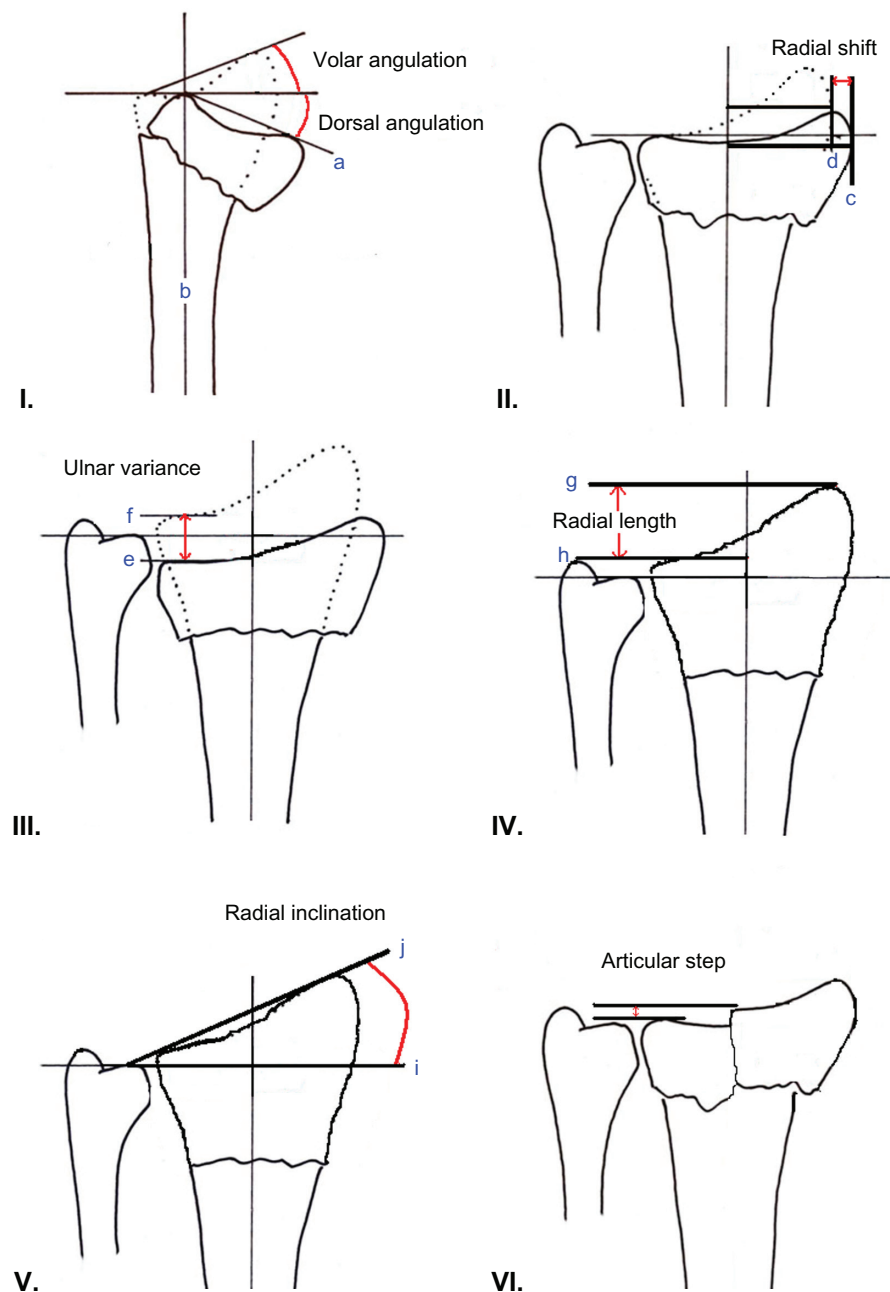 Volar angulation
Dorsal angulation
a
b
I.
Radial shift
d
c
II.
Ulnar variance
f
e
III.
g
Radial length
h
IV.
Radial inclination
j
i
V.
Articular step
VI.